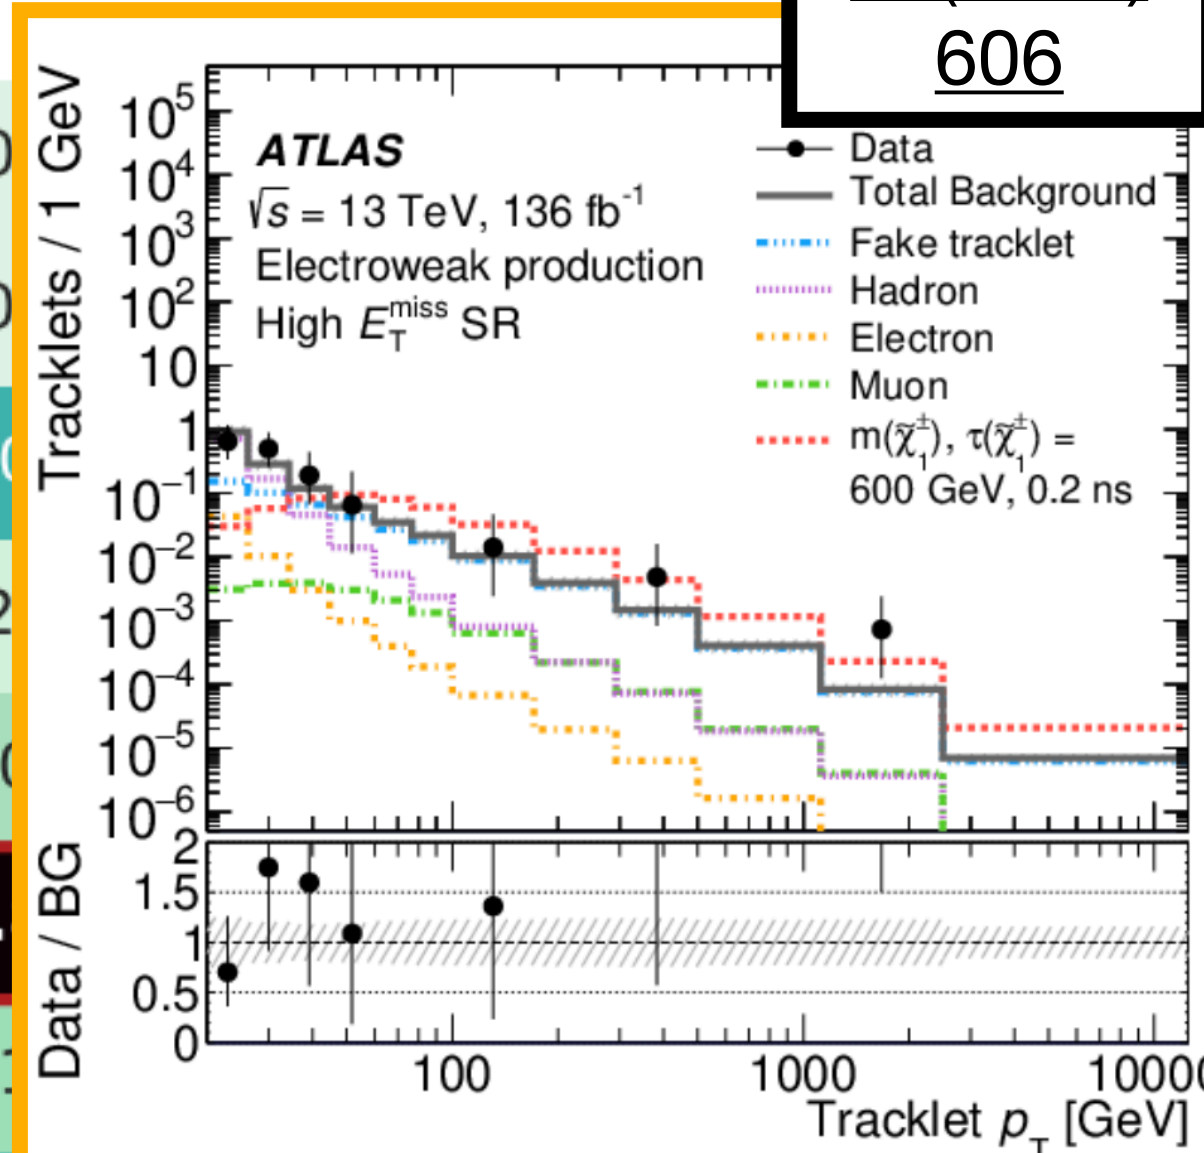 606
Tracklets / 1 GeV
10⁵
10⁴
10³
10²
10
1
10⁻¹
10⁻²
10⁻³
10⁻⁴
10⁻⁵
10⁻⁶
ATLAS
√s = 13 TeV, 136 fb⁻¹
Electroweak production
High E_T^miss SR
Data
Total Background
Fake tracklet
Hadron
Electron
Muon
m(χ̃₁±), τ(χ̃₁±) =
600 GeV, 0.2 ns
Data / BG
2
1.5
1
0.5
0
100
1000
10000
Tracklet p_T [GeV]